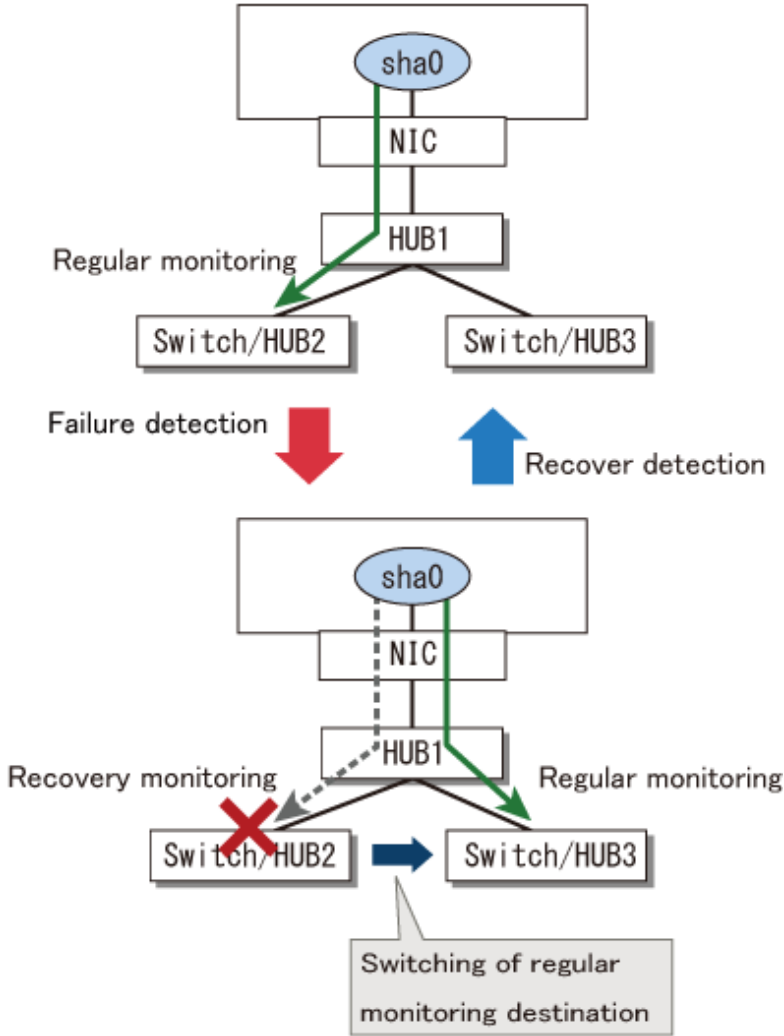 sha0
NIC
HUB1
Regular monitoring
Switch/HUB2
Switch/HUB3
Failure detection
Recover detection
sha0
NIC
HUB1
Recovery monitoring
Regular monitoring
Switch/HUB2
Switch/HUB3
Switching of regular
monitoring destination